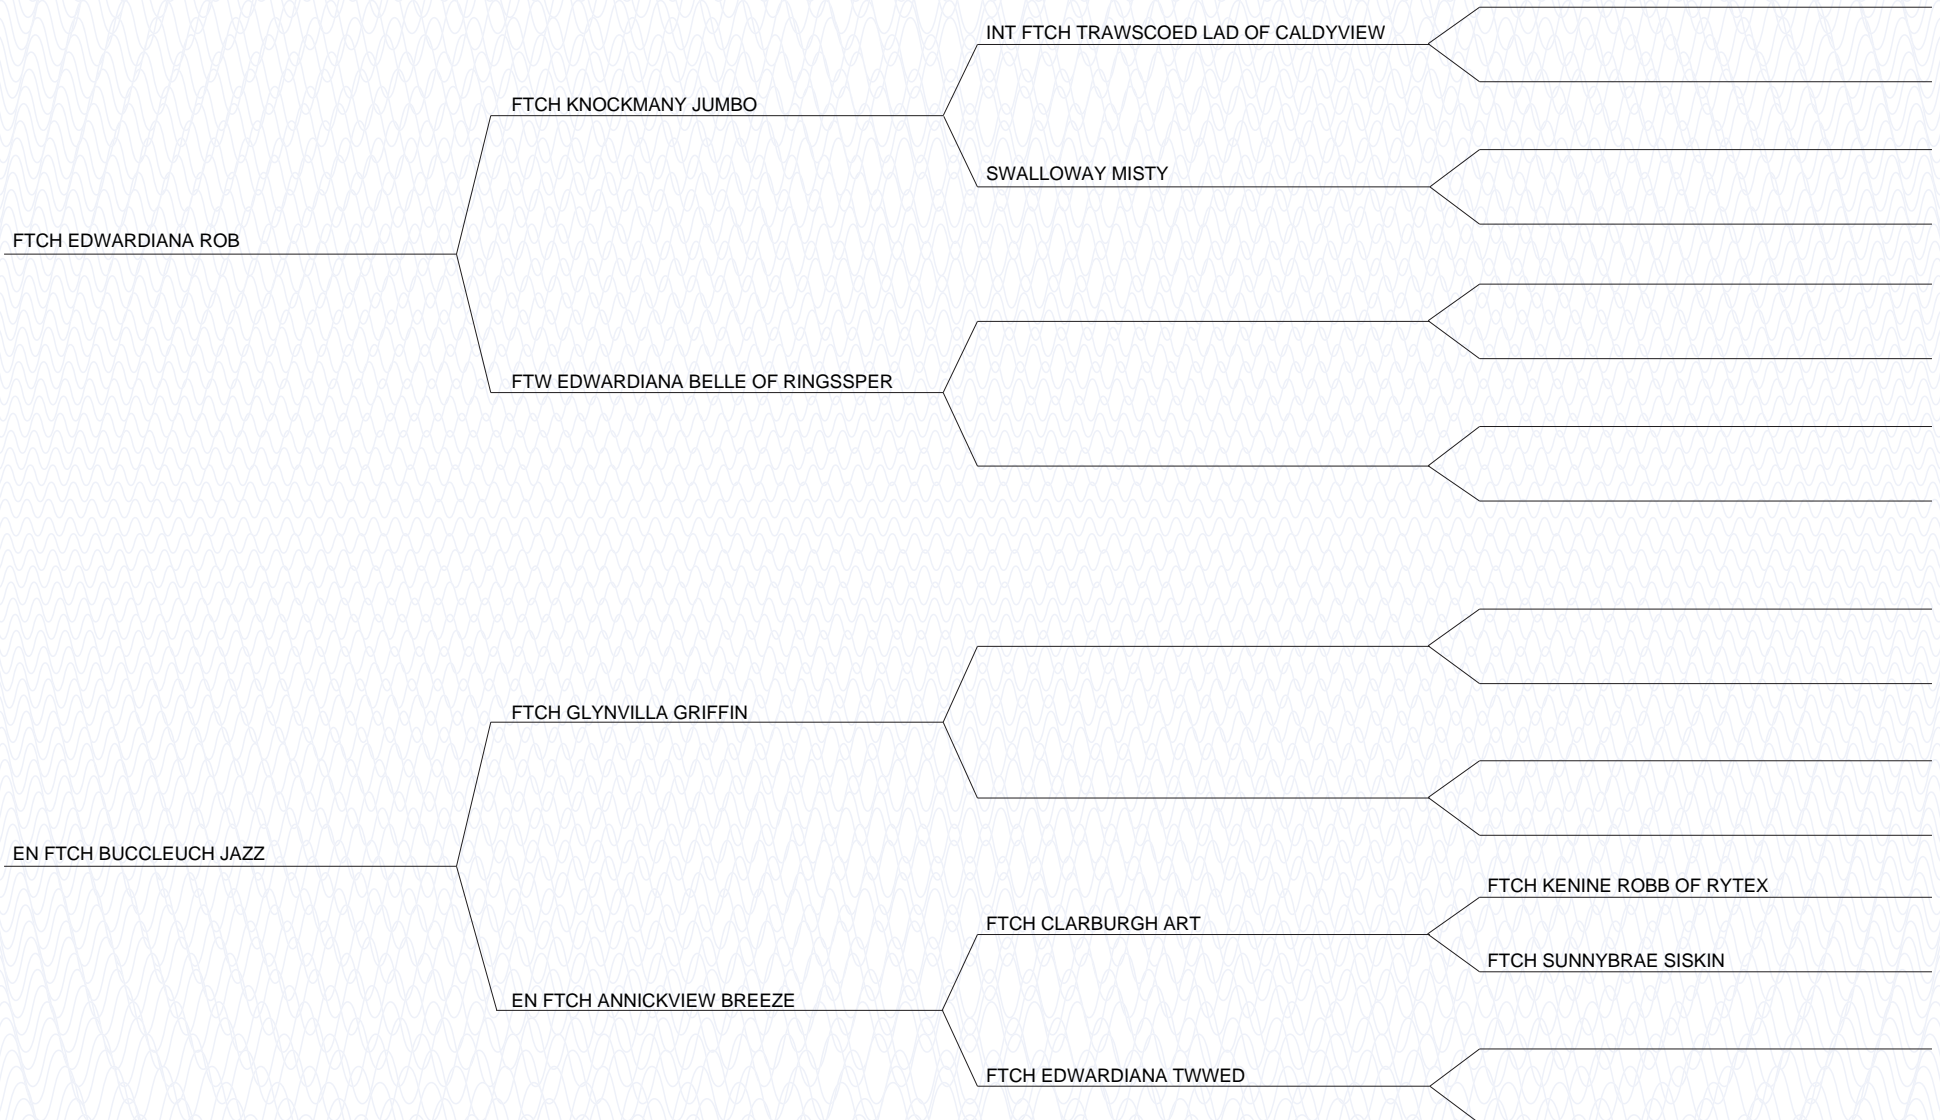 INT FTCH TRAWSCOED LAD OF CALDYVIEW
FTCH KNOCKMANY JUMBO
SWALLOWAY MISTY
FTCH EDWARDIANA ROB
FTW EDWARDIANA BELLE OF RINGSSPER
FTCH GLYNVILLA GRIFFIN
EN FTCH BUCCLEUCH JAZZ
FTCH KENINE ROBB OF RYTEX
FTCH CLARBURGH ART
FTCH SUNNYBRAE SISKIN
EN FTCH ANNICKVIEW BREEZE
FTCH EDWARDIANA TWWED